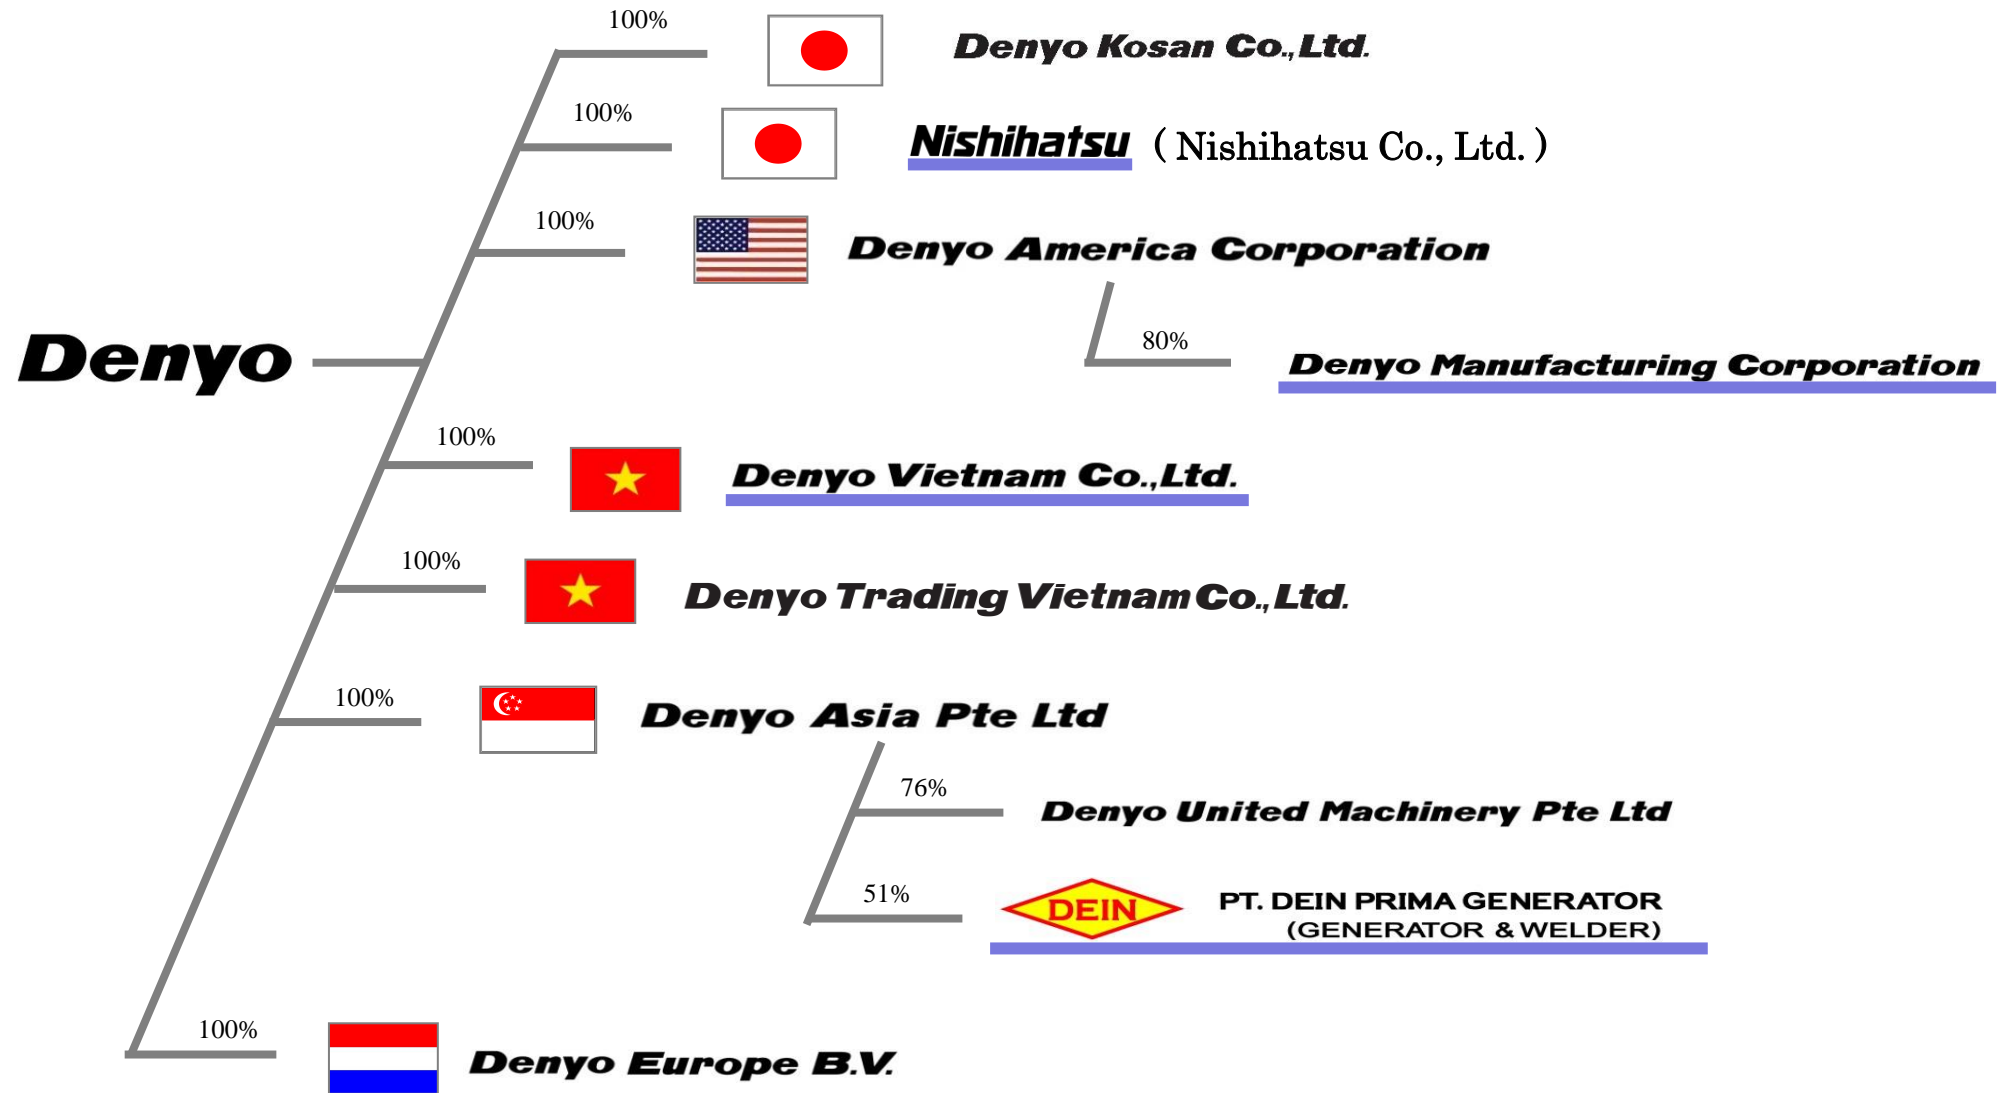 100%
Denyo Kosan Co.,Ltd.
100%
Nishihatsu ( Nishihatsu Co., Ltd. )
100%
Denyo America Corporation
Denyo
80%
Denyo Manufacturing Corporation
100%
Denyo Vietnam Co.,Ltd.
100%
Denyo Trading Vietnam Co.,Ltd.
100%
Denyo Asia Pte Ltd
76%
Denyo United Machinery Pte Ltd
51%
DEIN PT. DEIN PRIMA GENERATOR
(GENERATOR & WELDER)
100%
Denyo Europe B.V.